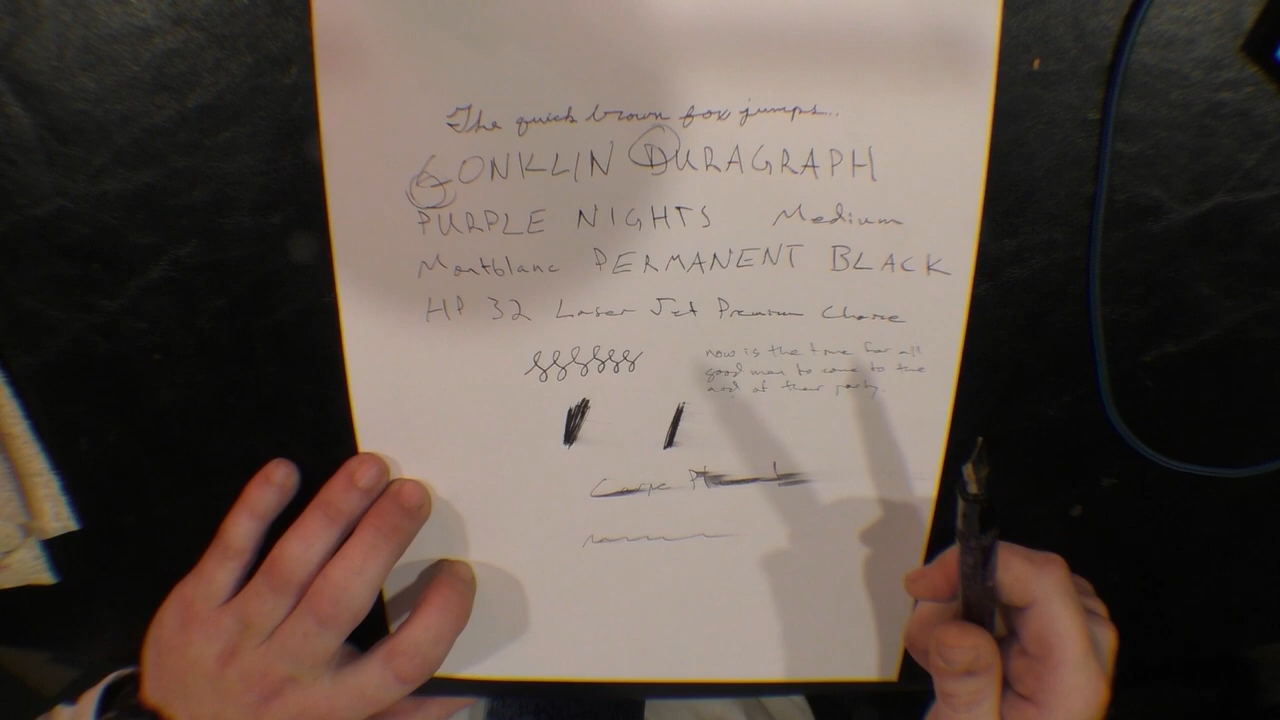 The quick brown fox jumps...
CONKLIN DURAGRAPH
PURPLE NIGHTS Medium
Montblanc PERMANENT BLACK
HP 32 Laser Jet Premium Choice
now is the time for all
good men to come to the
aid of their party.
Carpe